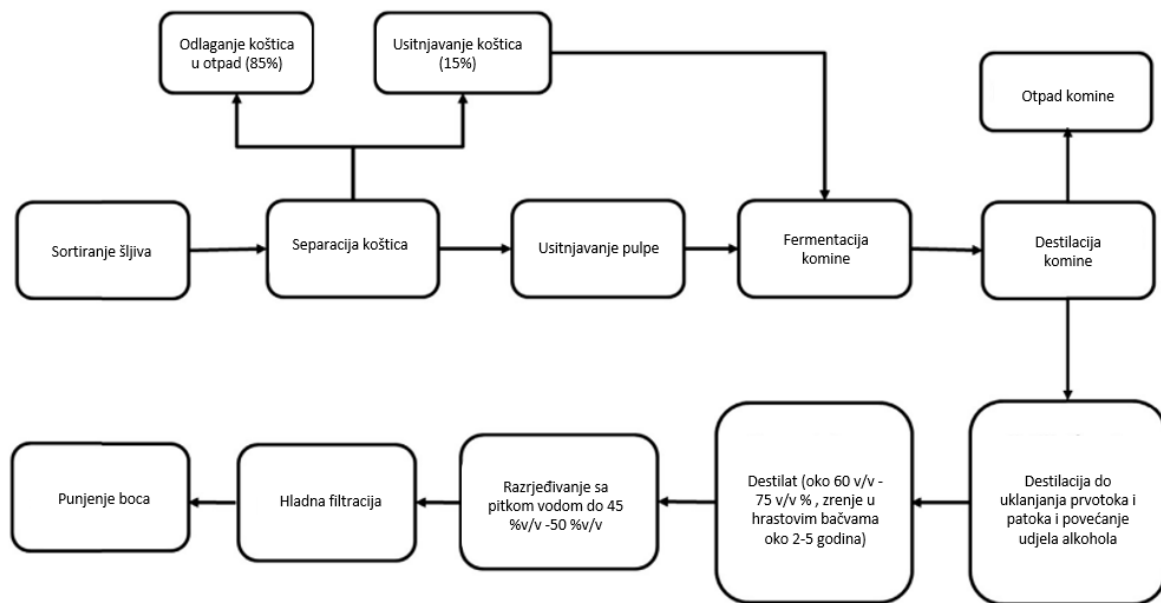 Odlaganje koštica
u otpad (85%)
Usitnjavanje koštica
(15%)
Otpad komine
Sortiranje šljiva
Separacija koštica
Usitnjavanje pulpe
Fermentacija
komine
Destilacija
komine
Punjenje boca
Hladna filtracija
Razrjeđivanje sa
pitkom vodom do 45
%v/v -50 %v/v
Destilat (oko 60 v/v -
75 v/v % , zrenje u
hrastovim bačvama
oko 2-5 godina)
Destilacija do
uklanjanja prvotoka i
patoka i povećanje
udjela alkohola